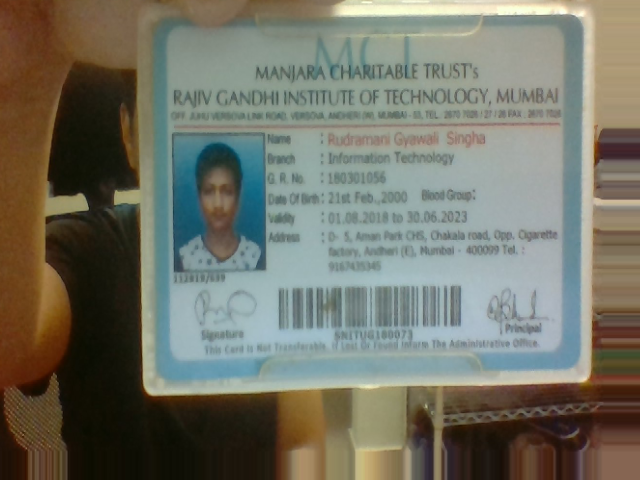 MCT
MANJARA CHARITABLE TRUST's
RAJIV GANDHI INSTITUTE OF TECHNOLOGY, MUMBAI
OFF. JUHU VERSOVA LINK ROAD, VERSOVA, ANDHERI (W), MUMBAI - 53, TEL.: 2670 7026 / 27 / 28 FAX : 2670 7026
Name : Rudramani Gyawali Singha
Branch : Information Technology
G. R. No. : 180301056
Date Of Birth : 21st Feb.,2000 Blood Group:
Validity : 01.08.2018 to 30.06.2023
Address : D- 5, Aman Park CHS, Chakala road, Opp. Cigarette
factory, Andheri (E), Mumbai - 400099 Tel. :
9167435345
Signature
SNITUG180073
Principal
This Card is Not Transferable. If Lost Or Found Inform The Administrative Office.